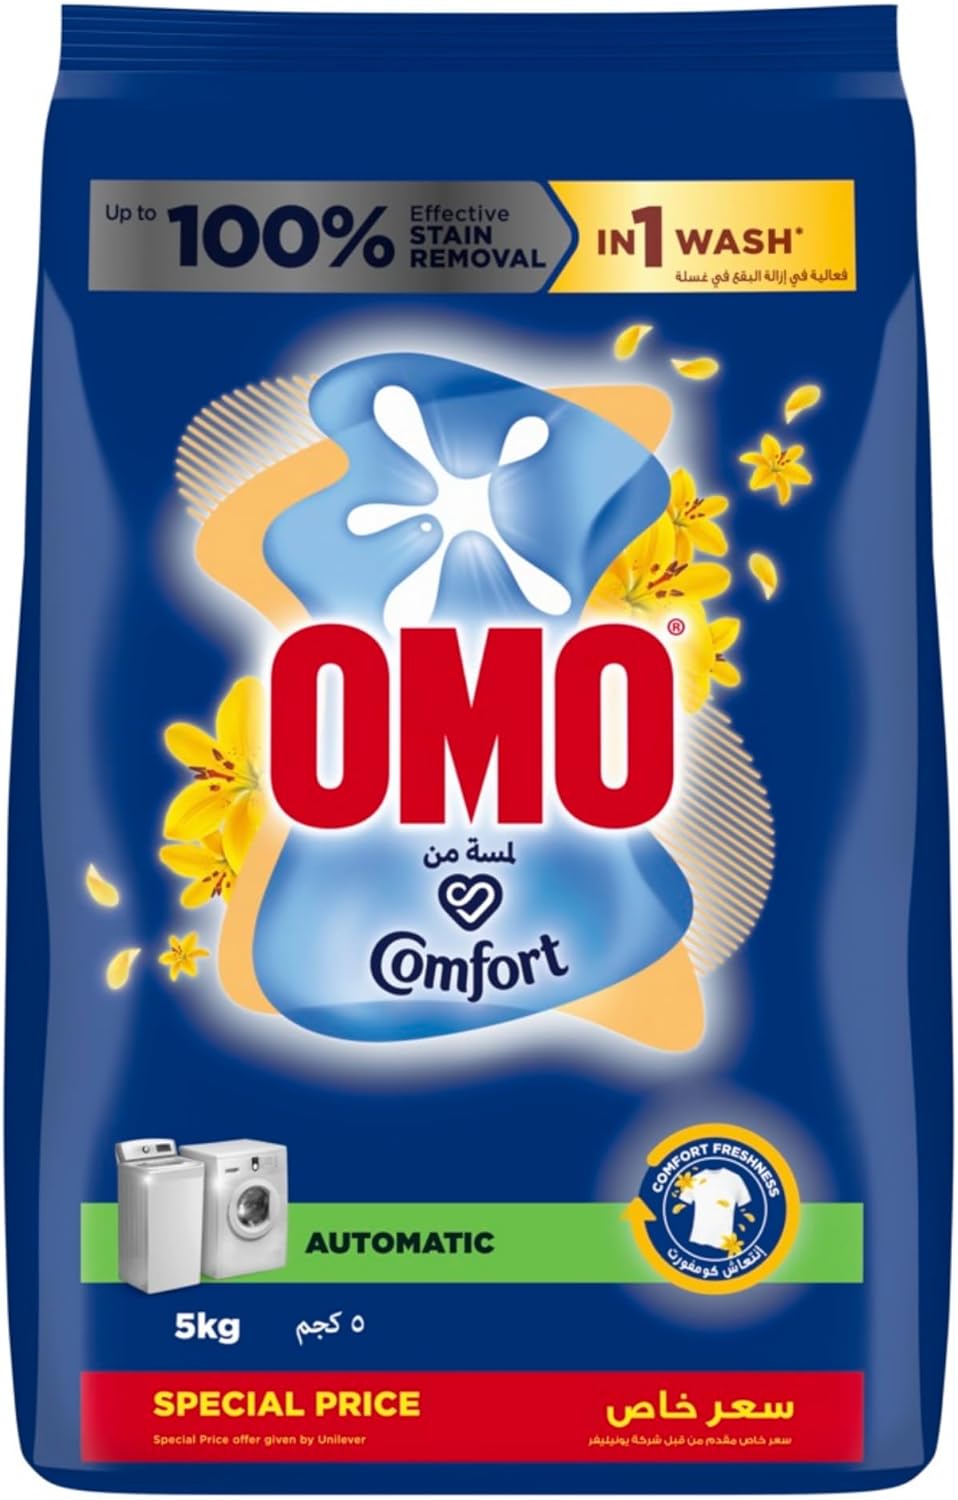 Up to 100% Effective
STAIN
REMOVAL
IN 1 WASH*
فعالية في إزالة البقع في غسلة
OMO®
لمسة من
Comfort
COMFORT FRESHNESS
إنتعاش كومفورت
AUTOMATIC
5kg ٥ كجم
SPECIAL PRICE سعر خاص
Special Price offer given by Unilever سعر خاص مقدم من قبل شركة يونيليفر